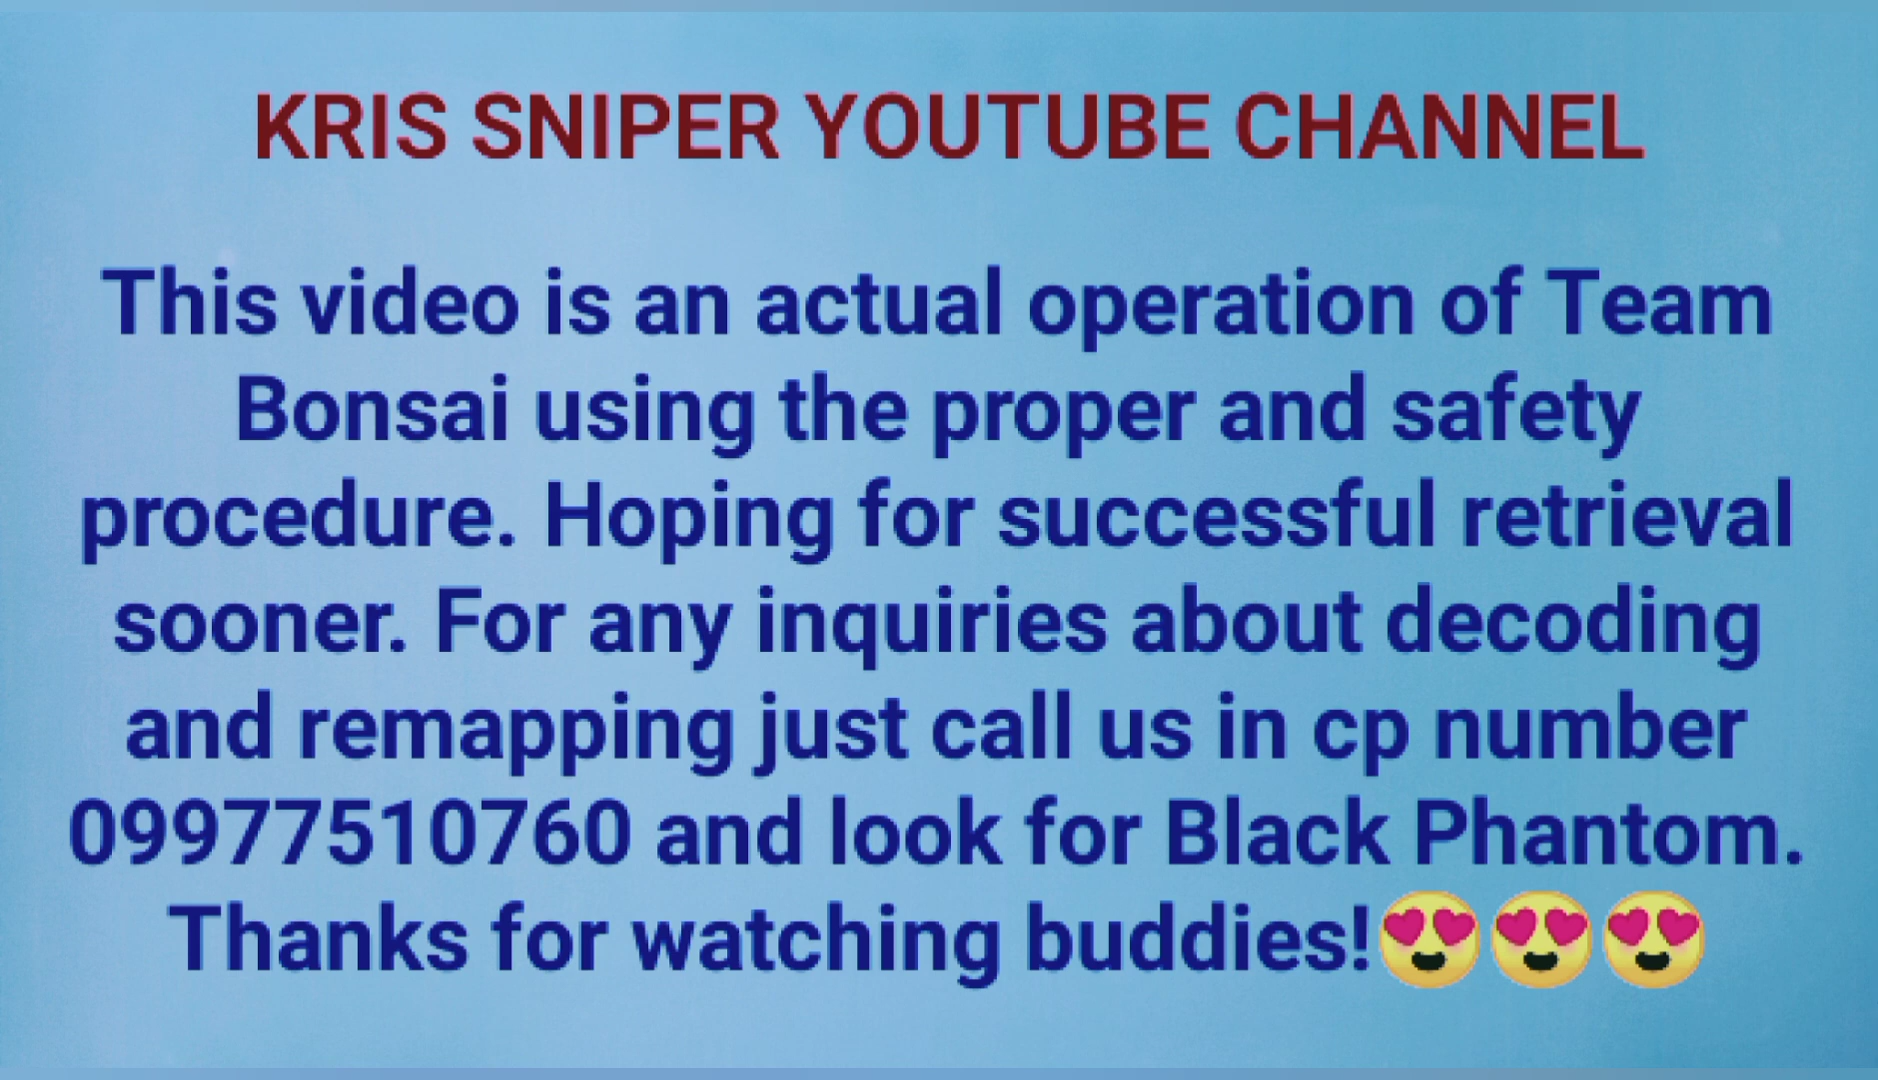 KRIS SNIPER YOUTUBE CHANNEL
This video is an actual operation of Team
Bonsai using the proper and safety
procedure. Hoping for successful retrieval
sooner. For any inquiries about decoding
and remapping just call us in cp number
09977510760 and look for Black Phantom.
Thanks for watching buddies!😍😍😍